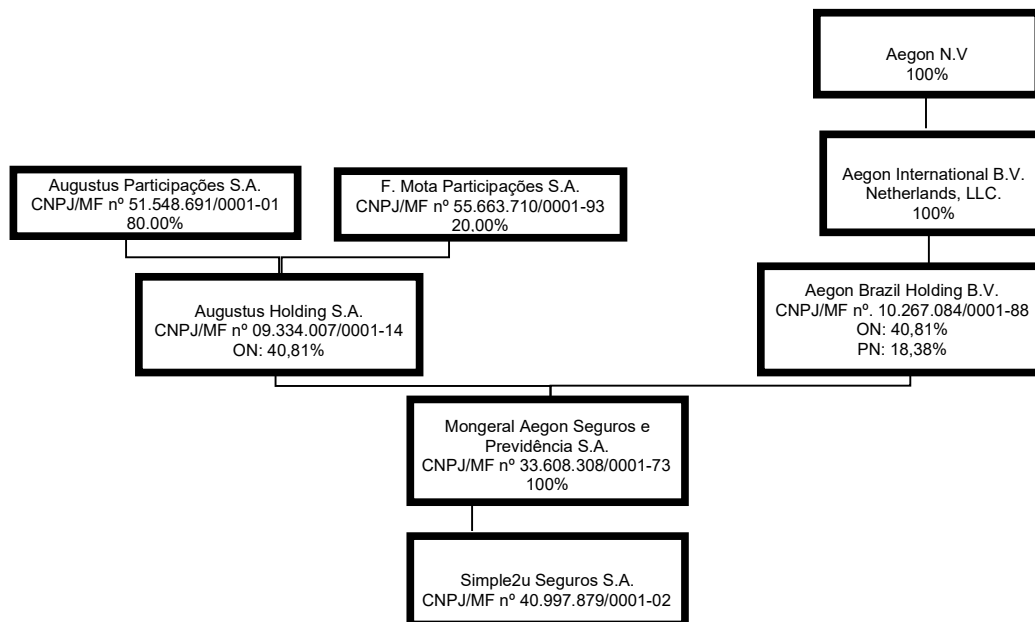 Aegon N.V
100%
Aegon International B.V.
Netherlands, LLC.
100%
Augustus Participações S.A.
CNPJ/MF nº 51.548.691/0001-01
80.00%
F. Mota Participações S.A.
CNPJ/MF nº 55.663.710/0001-93
20,00%
Augustus Holding S.A.
CNPJ/MF nº 09.334.007/0001-14
ON: 40,81%
Aegon Brazil Holding B.V.
CNPJ/MF nº. 10.267.084/0001-88
ON: 40,81%
PN: 18,38%
Mongeral Aegon Seguros e
Previdência S.A.
CNPJ/MF nº 33.608.308/0001-73
100%
Simple2u Seguros S.A.
CNPJ/MF nº 40.997.879/0001-02